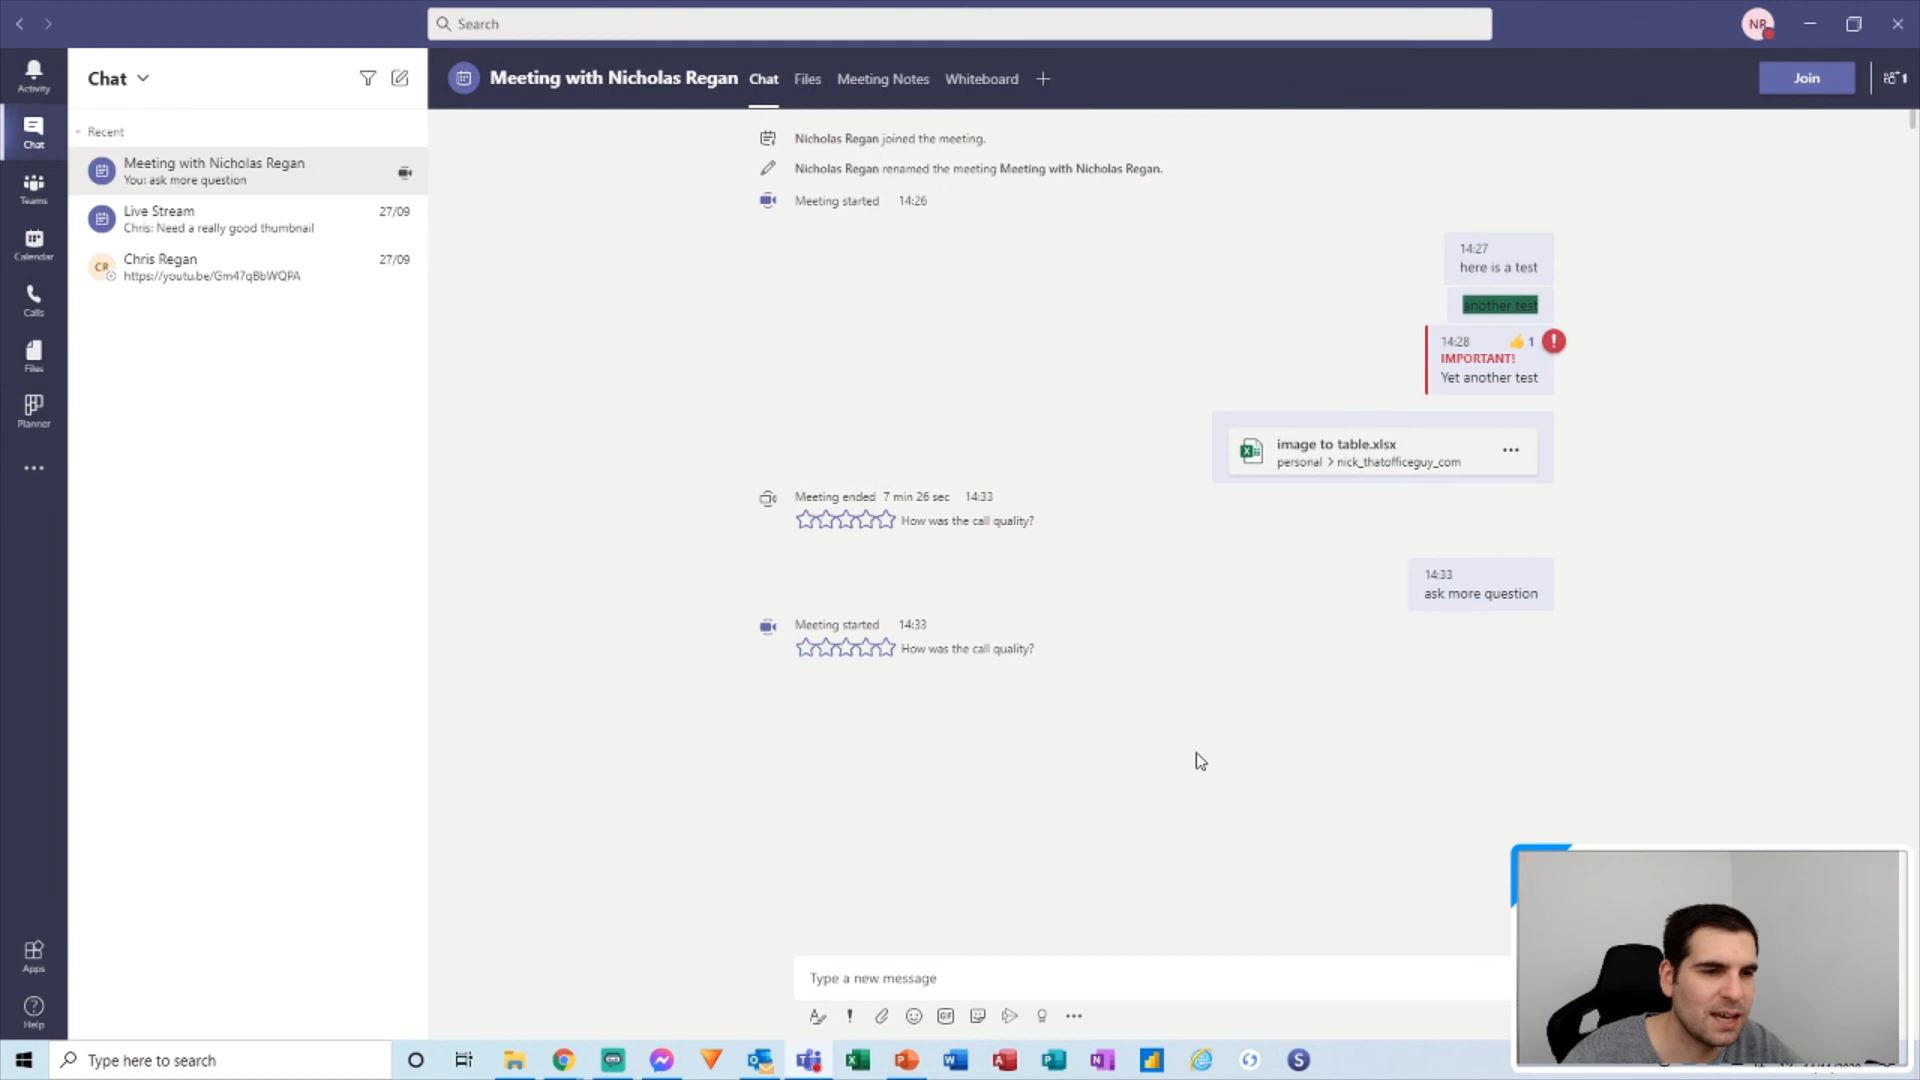 Search
NR
Activity
Chat
Teams
Calendar
Calls
Files
Planner
Apps
Help
Chat
Recent
Meeting with Nicholas Regan
You: ask more question
Live Stream
27/09
Chris: Need a really good thumbnail
CR
Chris Regan
27/09
https://youtu.be/Gm47qBbWQPA
Meeting with Nicholas Regan
Chat
Files
Meeting Notes
Whiteboard
Join
1
Nicholas Regan joined the meeting.
Nicholas Regan renamed the meeting Meeting with Nicholas Regan.
Meeting started 14:26
14:27
here is a test
another test
14:28
1
IMPORTANT!
Yet another test
image to table.xlsx
personal > nick_thatofficeguy_com
Meeting ended 7 min 26 sec 14:33
How was the call quality?
14:33
ask more question
Meeting started 14:33
How was the call quality?
Type a new message
GIF
Type here to search